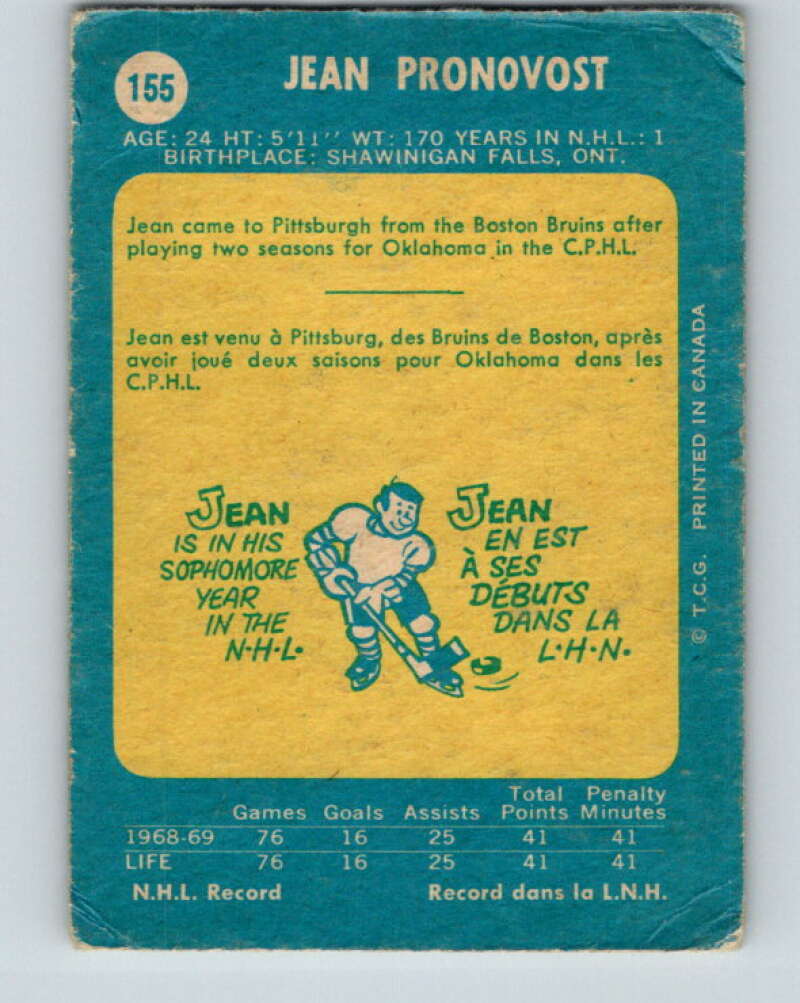 155
JEAN PRONOVOST
AGE: 24 HT: 5'11'' WT: 170 YEARS IN N.H.L.: 1
BIRTHPLACE: SHAWINIGAN FALLS, ONT.
Jean came to Pittsburgh from the Boston Bruins after
playing two seasons for Oklahoma in the C.P.H.L.
Jean est venu à Pittsburg, des Bruins de Boston, après
avoir joué deux saisons pour Oklahoma dans les
C.P.H.L.
JEAN
IS IN HIS
SOPHOMORE
YEAR
IN THE
N·H·L·
JEAN
EN EST
À SES
DÉBUTS
DANS LA
L·H·N·
© T.C.G. PRINTED IN CANADA
Total Penalty
Games Goals Assists Points Minutes
1968-69 76 16 25 41 41
LIFE 76 16 25 41 41
N.H.L. Record Record dans la L.N.H.